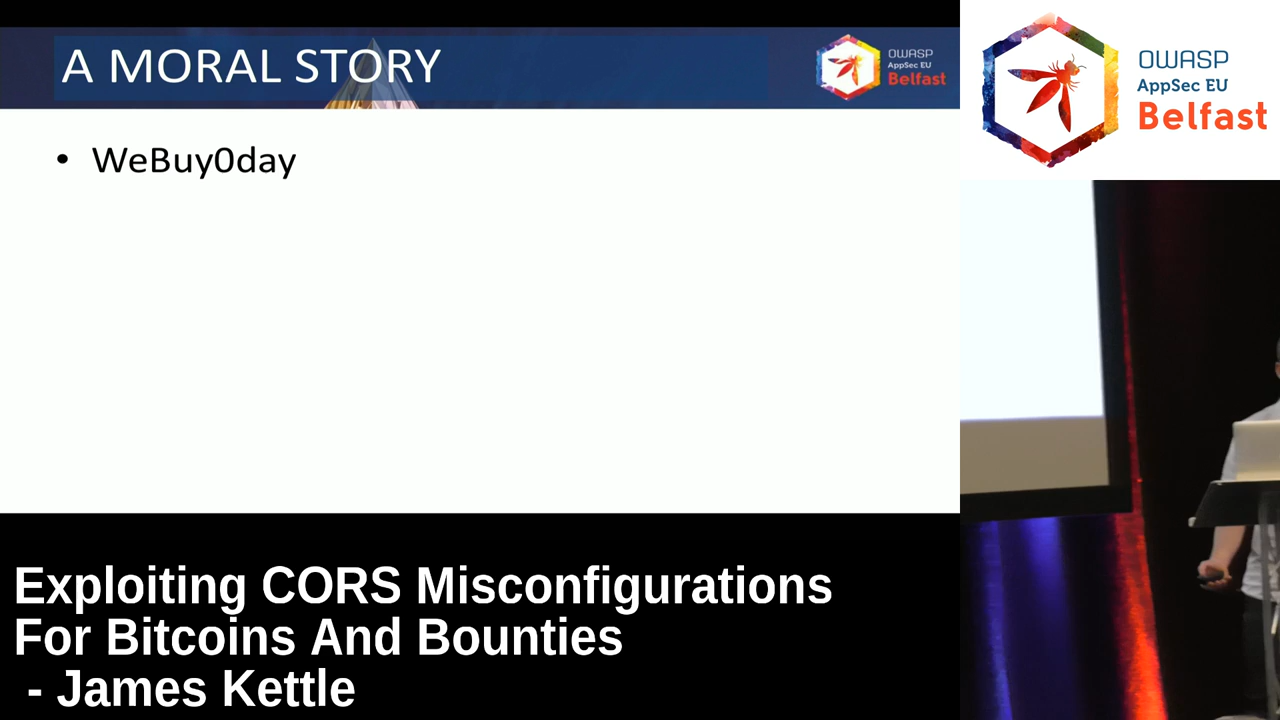 A MORAL STORY
OWASP
AppSec EU
Belfast
OWASP
AppSec EU
Belfast
• WeBuy0day
Exploiting CORS Misconfigurations
For Bitcoins And Bounties
- James Kettle